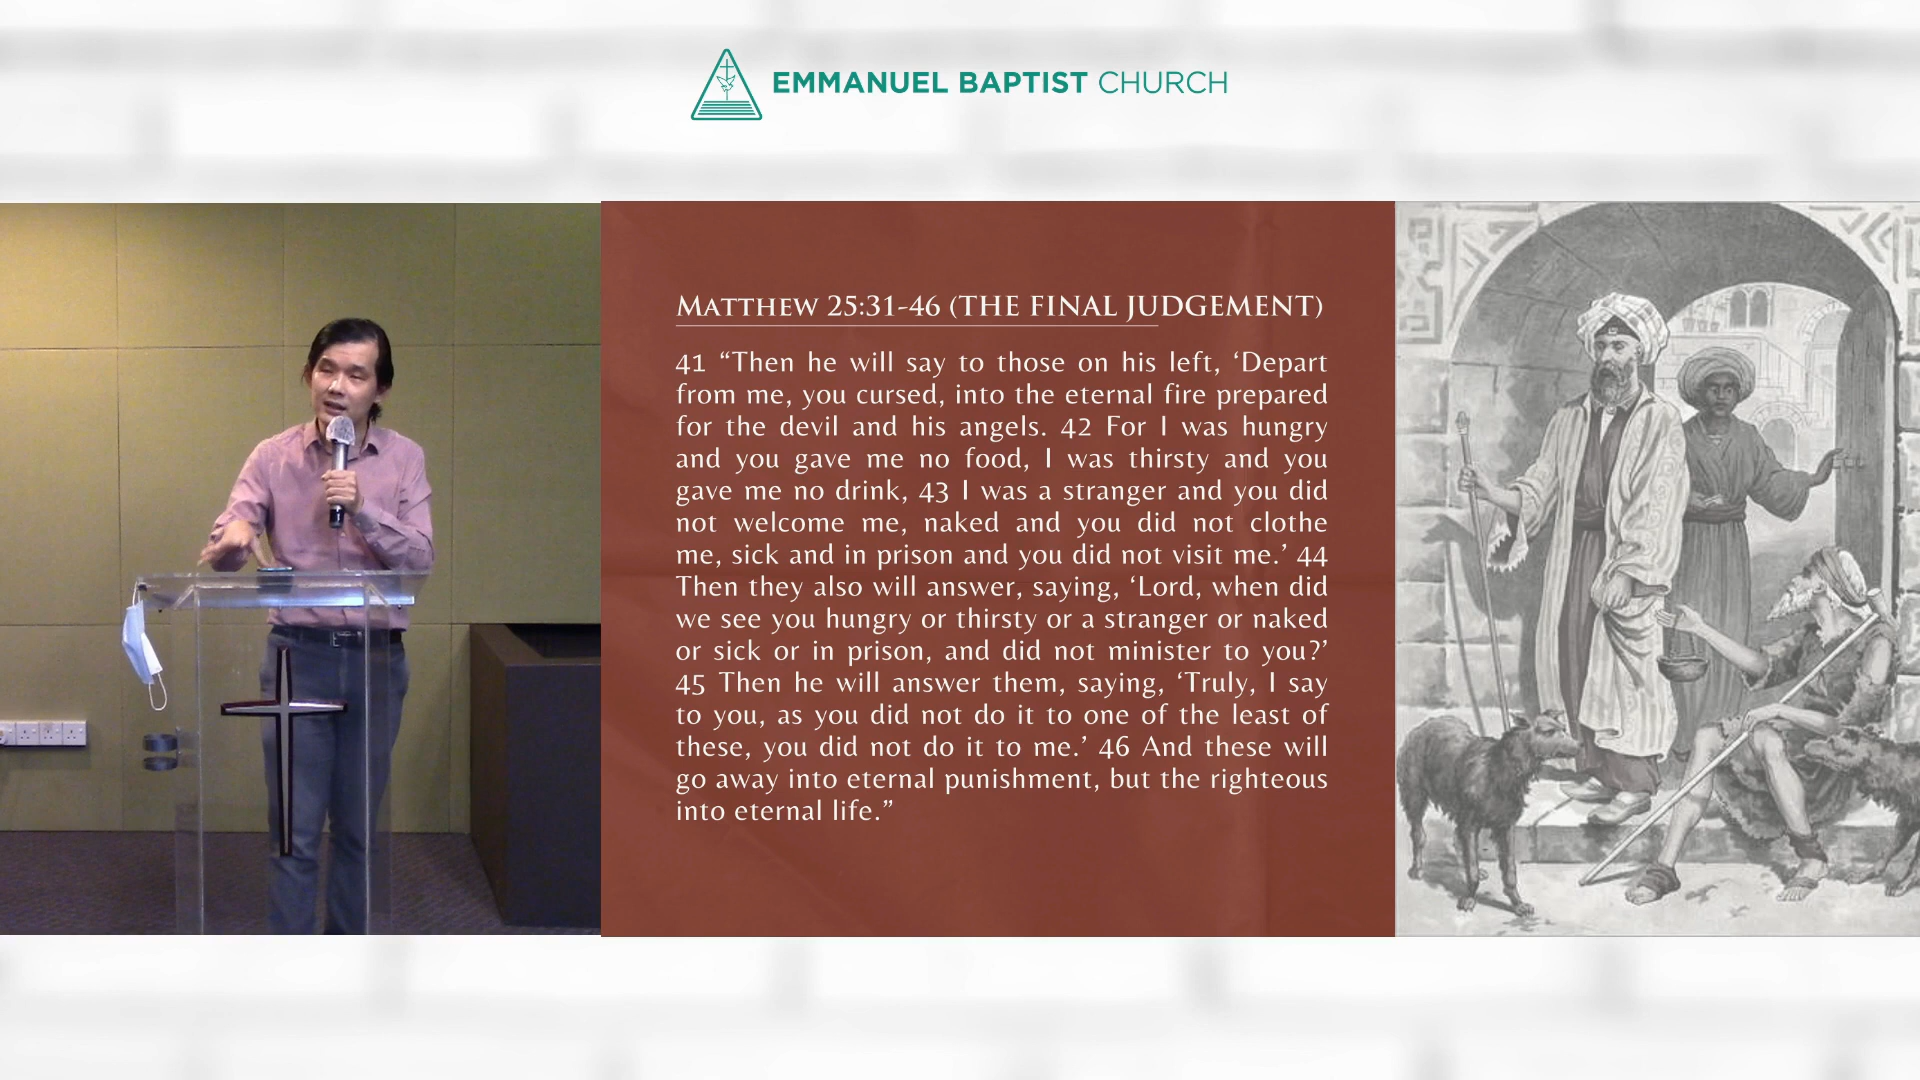 EMMANUEL BAPTIST CHURCH
MATTHEW 25:31-46 (THE FINAL JUDGEMENT)
41 “Then he will say to those on his left, ‘Depart
from me, you cursed, into the eternal fire prepared
for the devil and his angels. 42 For I was hungry
and you gave me no food, I was thirsty and you
gave me no drink, 43 I was a stranger and you did
not welcome me, naked and you did not clothe
me, sick and in prison and you did not visit me.’ 44
Then they also will answer, saying, ‘Lord, when did
we see you hungry or thirsty or a stranger or naked
or sick or in prison, and did not minister to you?’
45 Then he will answer them, saying, ‘Truly, I say
to you, as you did not do it to one of the least of
these, you did not do it to me.’ 46 And these will
go away into eternal punishment, but the righteous
into eternal life.”